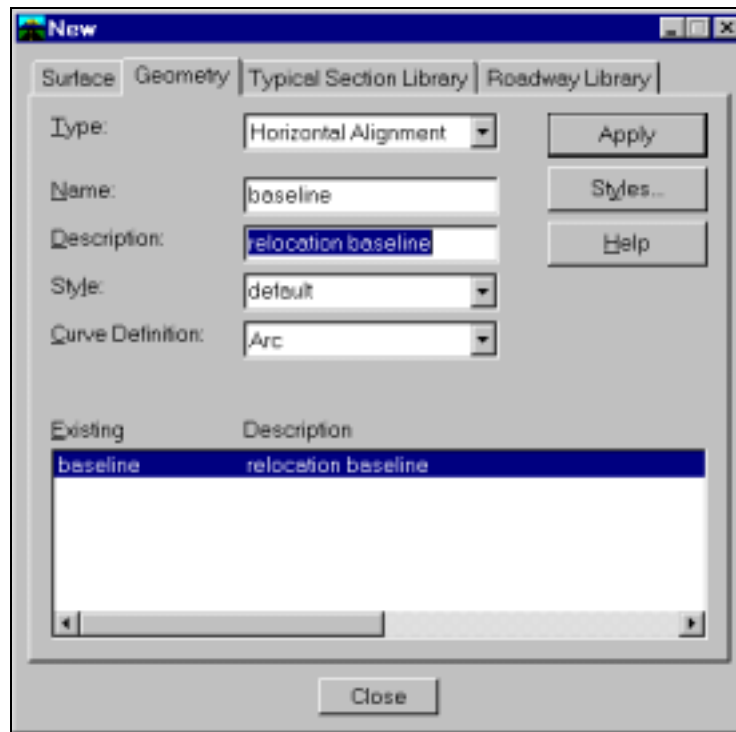 New
Surface Geometry Typical Section Library Roadway Library
Type: Horizontal Alignment Apply
Name: baseline Styles...
Description: relocation baseline Help
Style: default
Curve Definition: Arc
Existing Description
baseline relocation baseline
Close